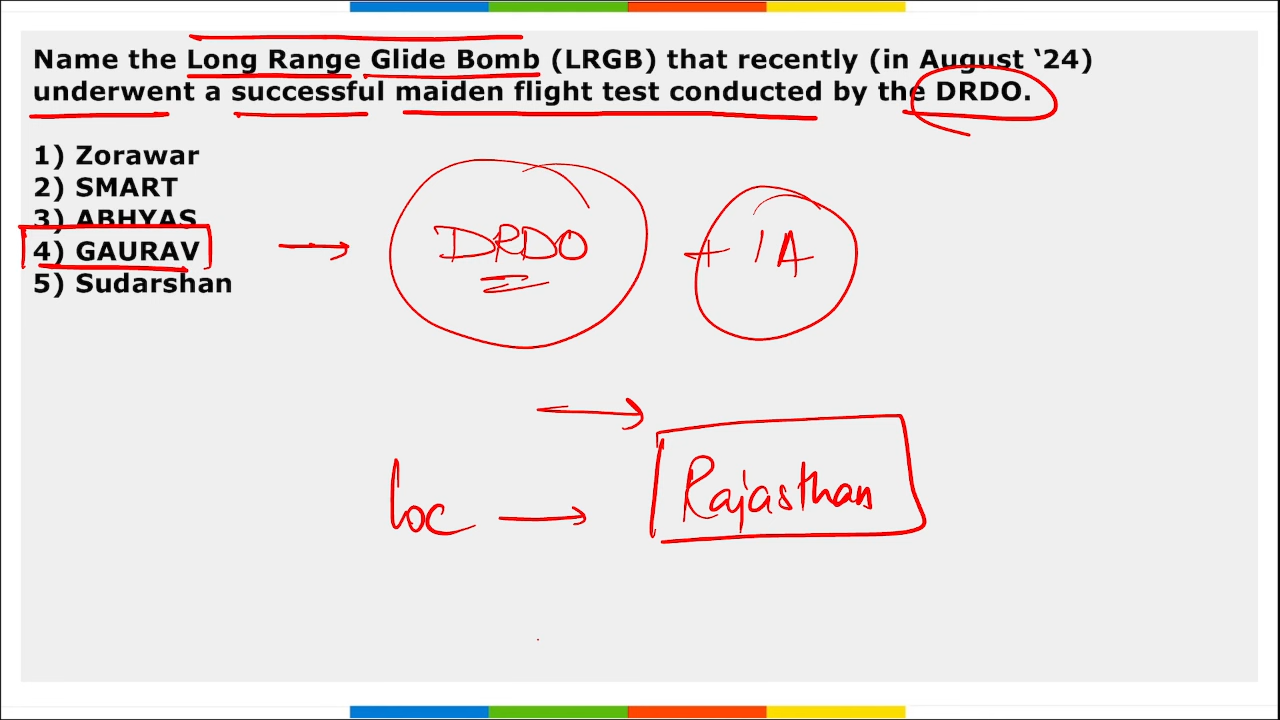 Name the Long Range Glide Bomb (LRGB) that recently (in August ‘24)
underwent a successful maiden flight test conducted by the DRDO.
1) Zorawar
2) SMART
3) ABHYAS
4) GAURAV
5) Sudarshan
DRDO + IA
loc → Rajasthan